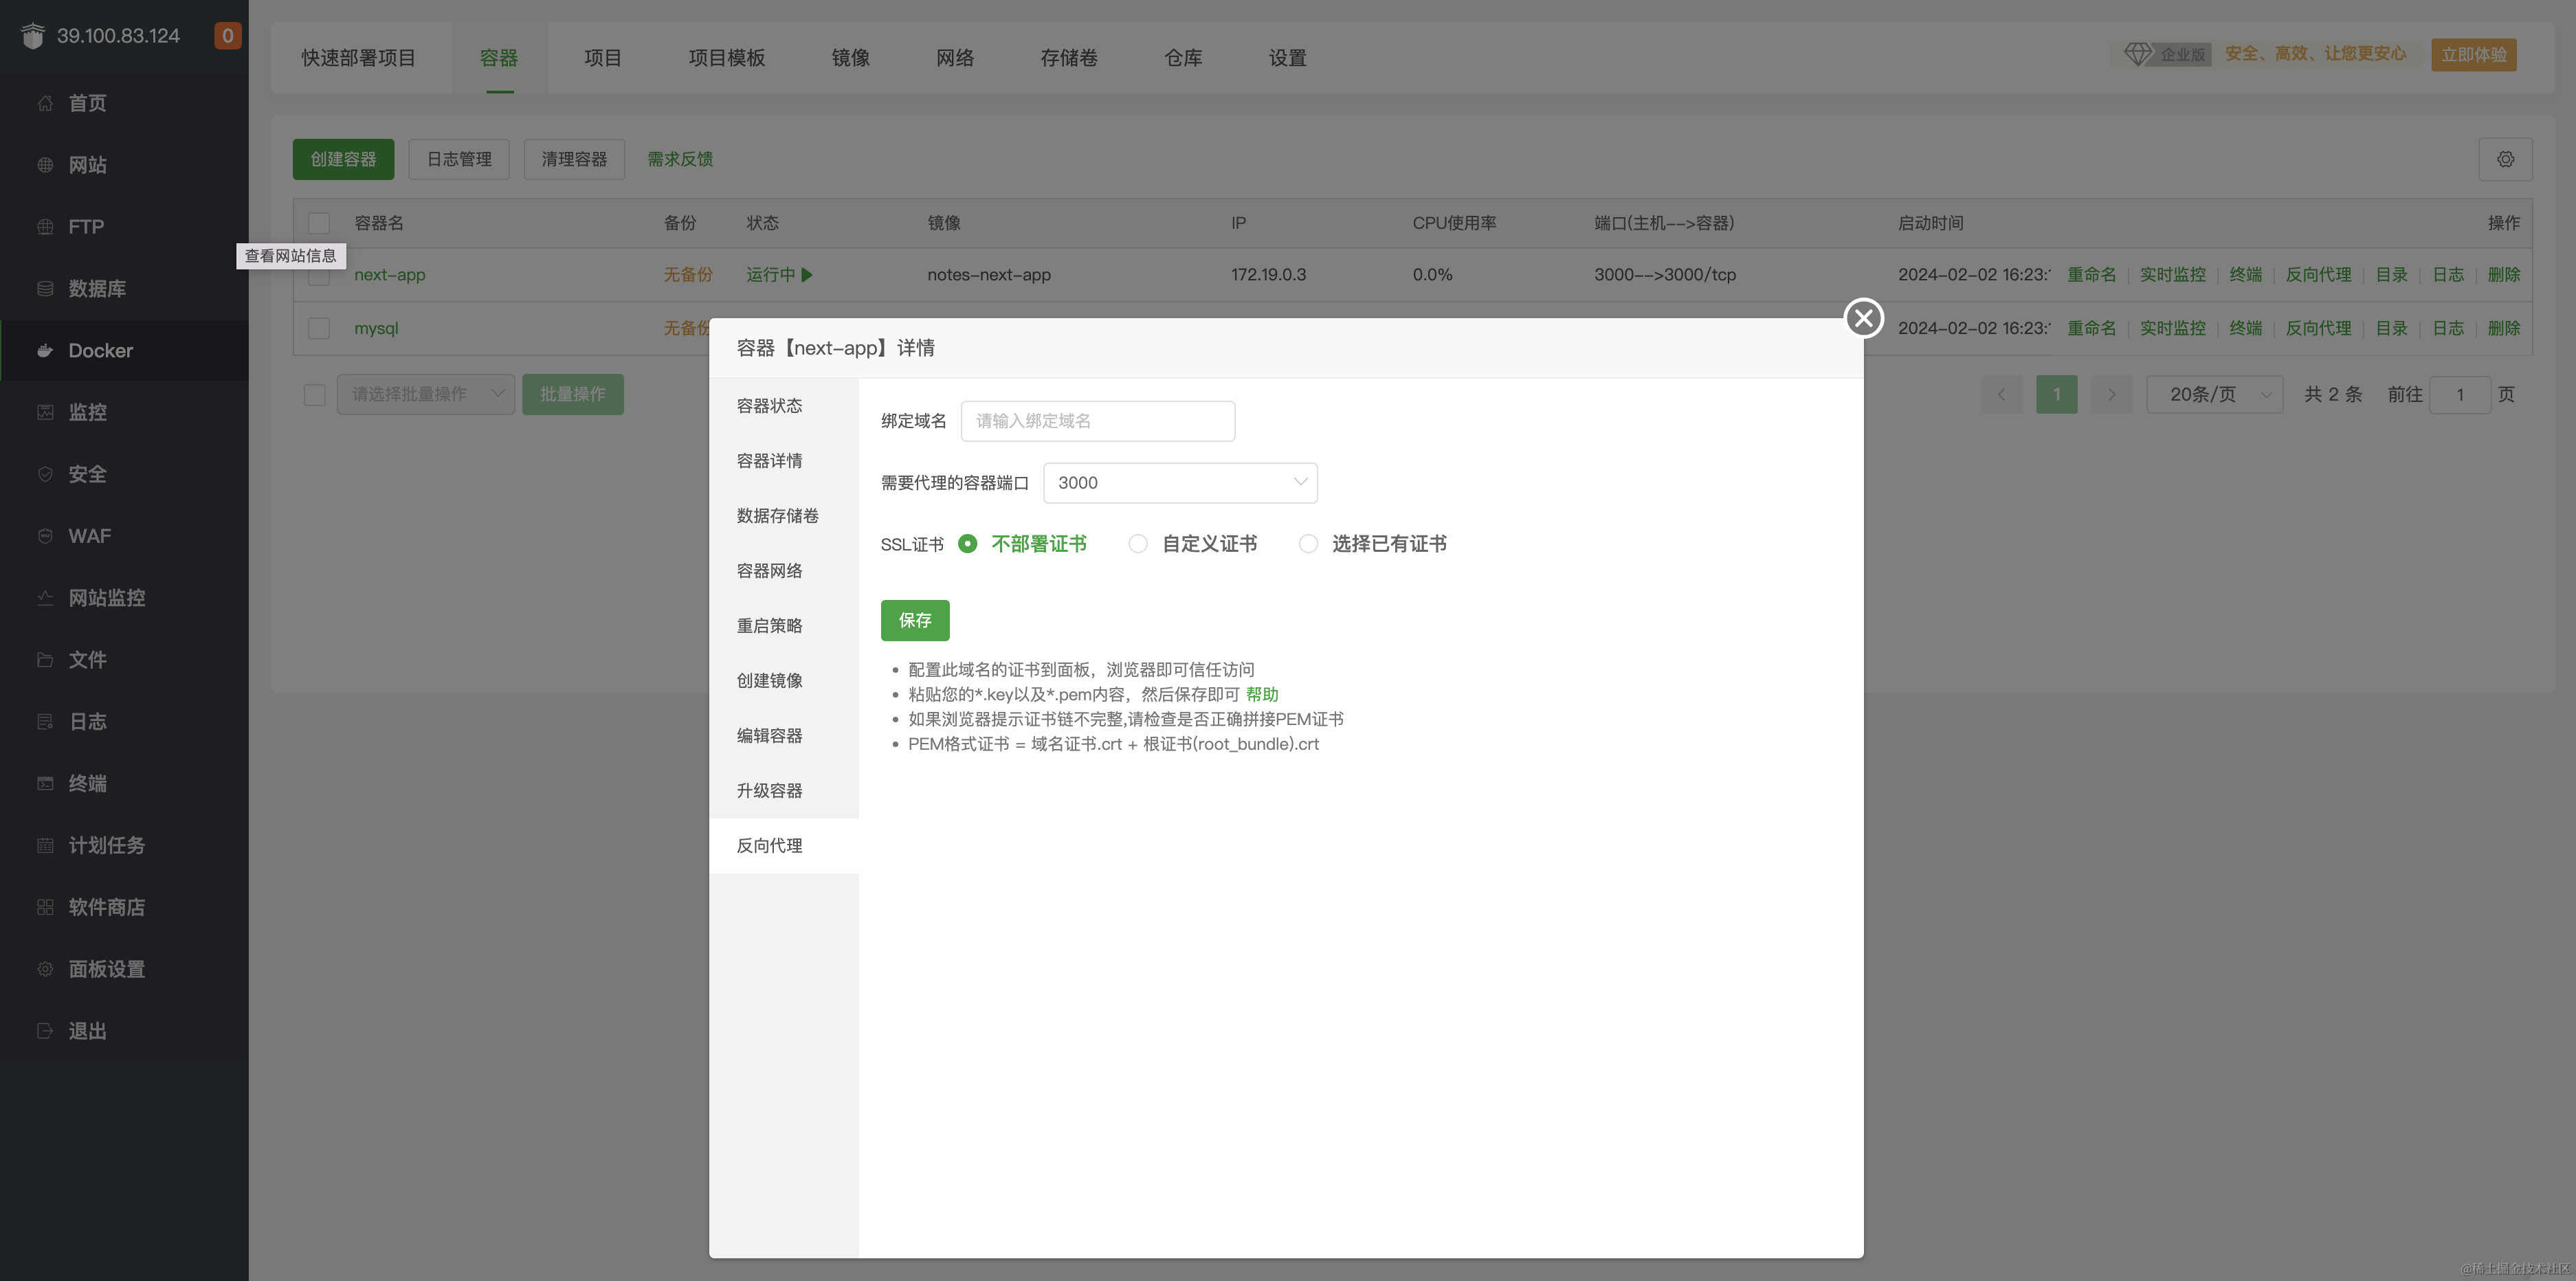 39.100.83.124
0
首页
网站
FTP
查看网站信息
数据库
Docker
监控
安全
WAF
网站监控
文件
日志
终端
计划任务
软件商店
面板设置
退出
快速部署项目 容器 项目 项目模板 镜像 网络 存储卷 仓库 设置
企业版 安全、高效、让您更安心 立即体验
创建容器 日志管理 清理容器 需求反馈
容器名 备份 状态 镜像 IP CPU使用率 端口(主机-->容器) 启动时间 操作
next-app 无备份 运行中 notes-next-app 172.19.0.3 0.0% 3000-->3000/tcp 2024-02-02 16:23: 重命名 实时监控 终端 反向代理 目录 日志 删除
mysql 无备份 2024-02-02 16:23: 重命名 实时监控 终端 反向代理 目录 日志 删除
请选择批量操作 批量操作
1 20条/页 共 2 条 前往 1 页
容器【next-app】详情
容器状态
容器详情
数据存储卷
容器网络
重启策略
创建镜像
编辑容器
升级容器
反向代理
绑定域名 请输入绑定域名
需要代理的容器端口 3000
SSL证书 不部署证书 自定义证书 选择已有证书
保存
• 配置此域名的证书到面板，浏览器即可信任访问
• 粘贴您的*.key以及*.pem内容，然后保存即可 帮助
• 如果浏览器提示证书链不完整,请检查是否正确拼接PEM证书
• PEM格式证书 = 域名证书.crt + 根证书(root_bundle).crt
@稀土掘金技术社区